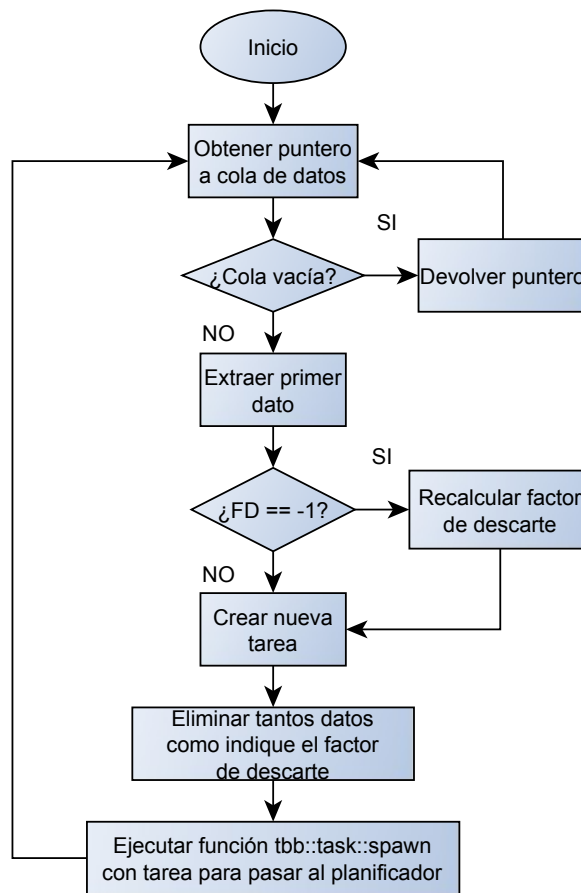 Inicio
Obtener puntero
a cola de datos
SI
¿Cola vacía?
Devolver puntero
NO
Extraer primer
dato
SI
¿FD == -1?
Recalcular factor
de descarte
NO
Crear nueva
tarea
Eliminar tantos datos
como indique el factor
de descarte
Ejecutar función tbb::task::spawn
con tarea para pasar al planificador